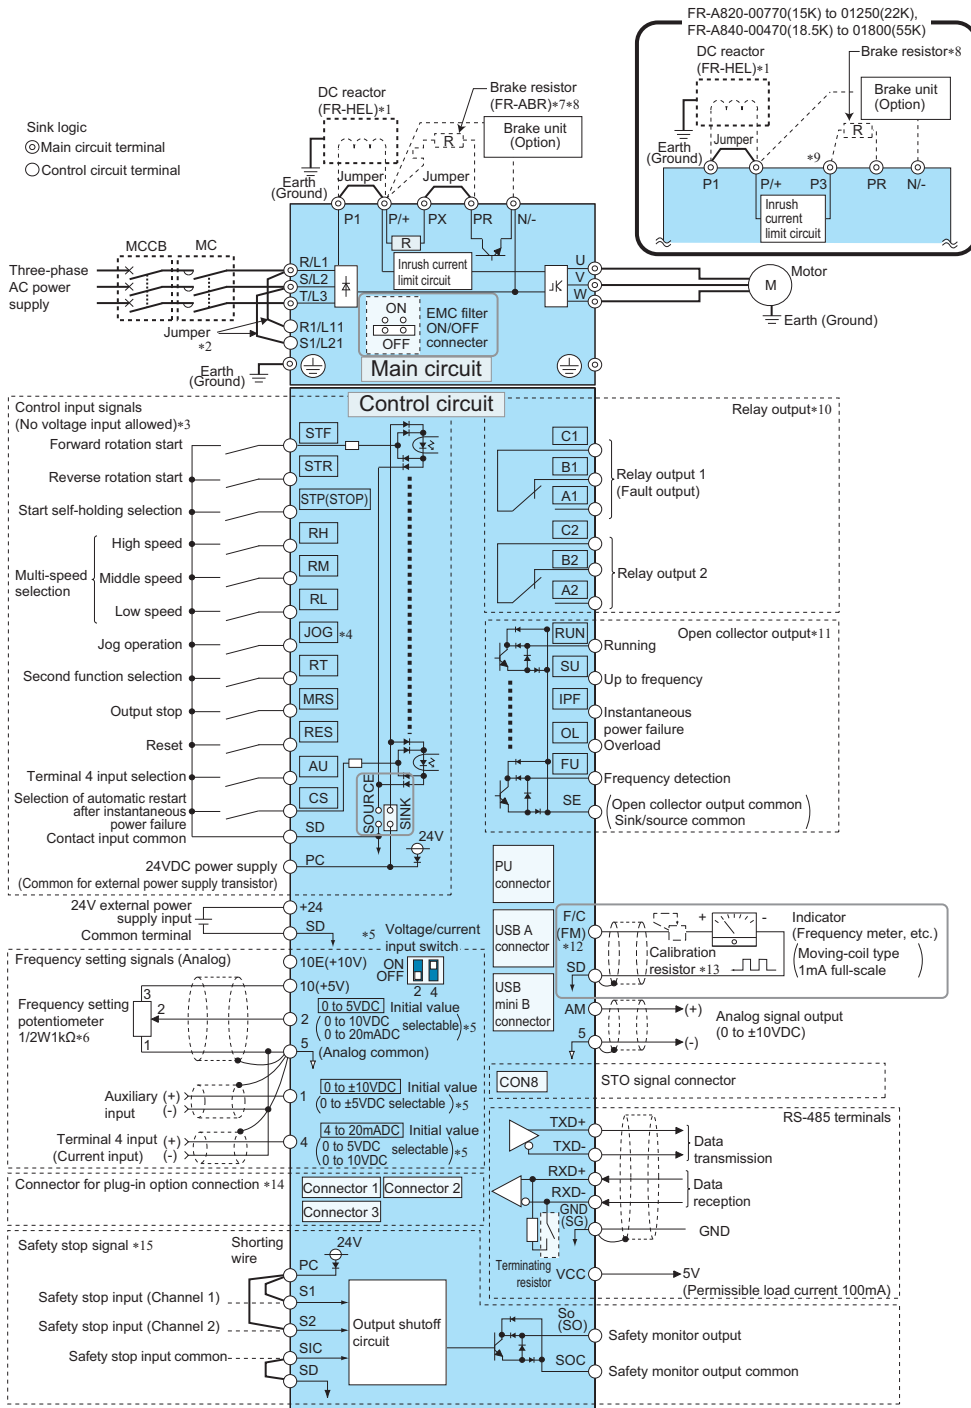 FR-A820-00770(15K) to 01250(22K),
FR-A840-00470(18.5K) to 01800(55K)
DC reactor
(FR-HEL)*1
Brake resistor*8
Brake unit
(Option)
R
Earth
(Ground)
Jumper
*9
P1
P/+
P3
PR
N/-
Inrush
current
limit circuit
Sink logic
Main circuit terminal
Control circuit terminal
DC reactor
(FR-HEL)*1
Brake resistor
(FR-ABR)*7*8
Brake unit
(Option)
R
Earth
(Ground)
Jumper
Jumper
P1
P/+
PX
PR
N/-
R
Inrush current
limit circuit
MCCB
MC
Three-phase
AC power
supply
R/L1
S/L2
T/L3
R1/L11
S1/L21
Jumper
*2
Earth
(Ground)
ON
OFF
EMC filter
ON/OFF
connecter
U
V
W
Motor
M
Earth (Ground)
Main circuit
Control circuit
Control input signals
(No voltage input allowed)*3
Forward rotation start
STF
Reverse rotation start
STR
Start self-holding selection
STP(STOP)
Multi-speed
selection
High speed
RH
Middle speed
RM
Low speed
RL
Jog operation
JOG *4
Second function selection
RT
Output stop
MRS
Reset
RES
Terminal 4 input selection
AU
Selection of automatic restart
after instantaneous
power failure
CS
Contact input common
SD
SOURCE
SINK
24V
24VDC power supply
(Common for external power supply transistor)
PC
Relay output*10
C1
B1
A1
Relay output 1
(Fault output)
C2
B2
A2
Relay output 2
Open collector output*11
RUN
Running
SU
Up to frequency
IPF
Instantaneous
power failure
OL
Overload
FU
Frequency detection
SE
Open collector output common
Sink/source common
24V external power
supply input
Common terminal
+24
SD
PU
connector
USB A
connector
USB
mini B
connector
F/C
(FM)
*12
SD
+
-
Calibration
resistor *13
Indicator
(Frequency meter, etc.)
Moving-coil type
1mA full-scale
AM
5
(+)
(-)
Analog signal output
(0 to ±10VDC)
Frequency setting signals (Analog)
*5
Voltage/current
input switch
ON
OFF
2 4
10E(+10V)
10(+5V)
Frequency setting
potentiometer
1/2W1kΩ*6
3
2
1
2
0 to 5VDC Initial value
0 to 10VDC
0 to 20mADC
selectable
*5
5
(Analog common)
Auxiliary
input
(+)
(-)
1
0 to ±10VDC Initial value
0 to ±5VDC selectable
*5
Terminal 4 input
(Current input)
(+)
(-)
4
4 to 20mADC Initial value
0 to 5VDC
0 to 10VDC
selectable
*5
CON8
STO signal connector
RS-485 terminals
TXD+
TXD-
Data
transmission
RXD+
RXD-
Data
reception
GND
(SG)
GND
Terminating
resistor
VCC
5V
(Permissible load current 100mA)
Connector for plug-in option connection *14
Connector 1
Connector 2
Connector 3
Safety stop signal *15
Shorting
wire
24V
PC
Safety stop input (Channel 1)
S1
Safety stop input (Channel 2)
S2
Safety stop input common
SIC
SD
Output shutoff
circuit
So
(SO)
Safety monitor output
SOC
Safety monitor output common